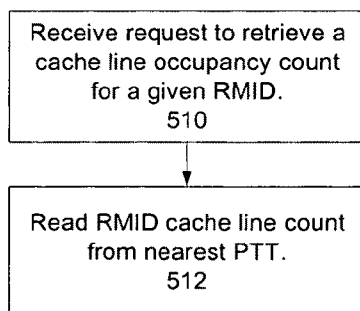 Receive request to retrieve a
cache line occupancy count
for a given RMID.
510
Read RMID cache line count
from nearest PTT.
512